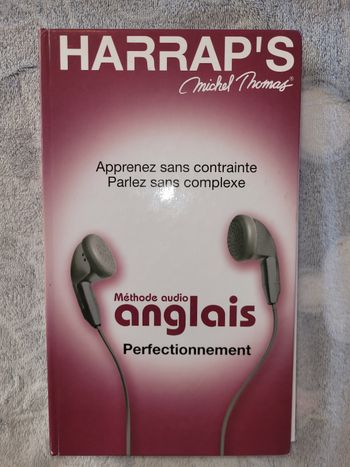 HARRAP'S
Michel Thomas®
Apprenez sans contrainte
Parlez sans complexe
Méthode audio
anglais
Perfectionnement